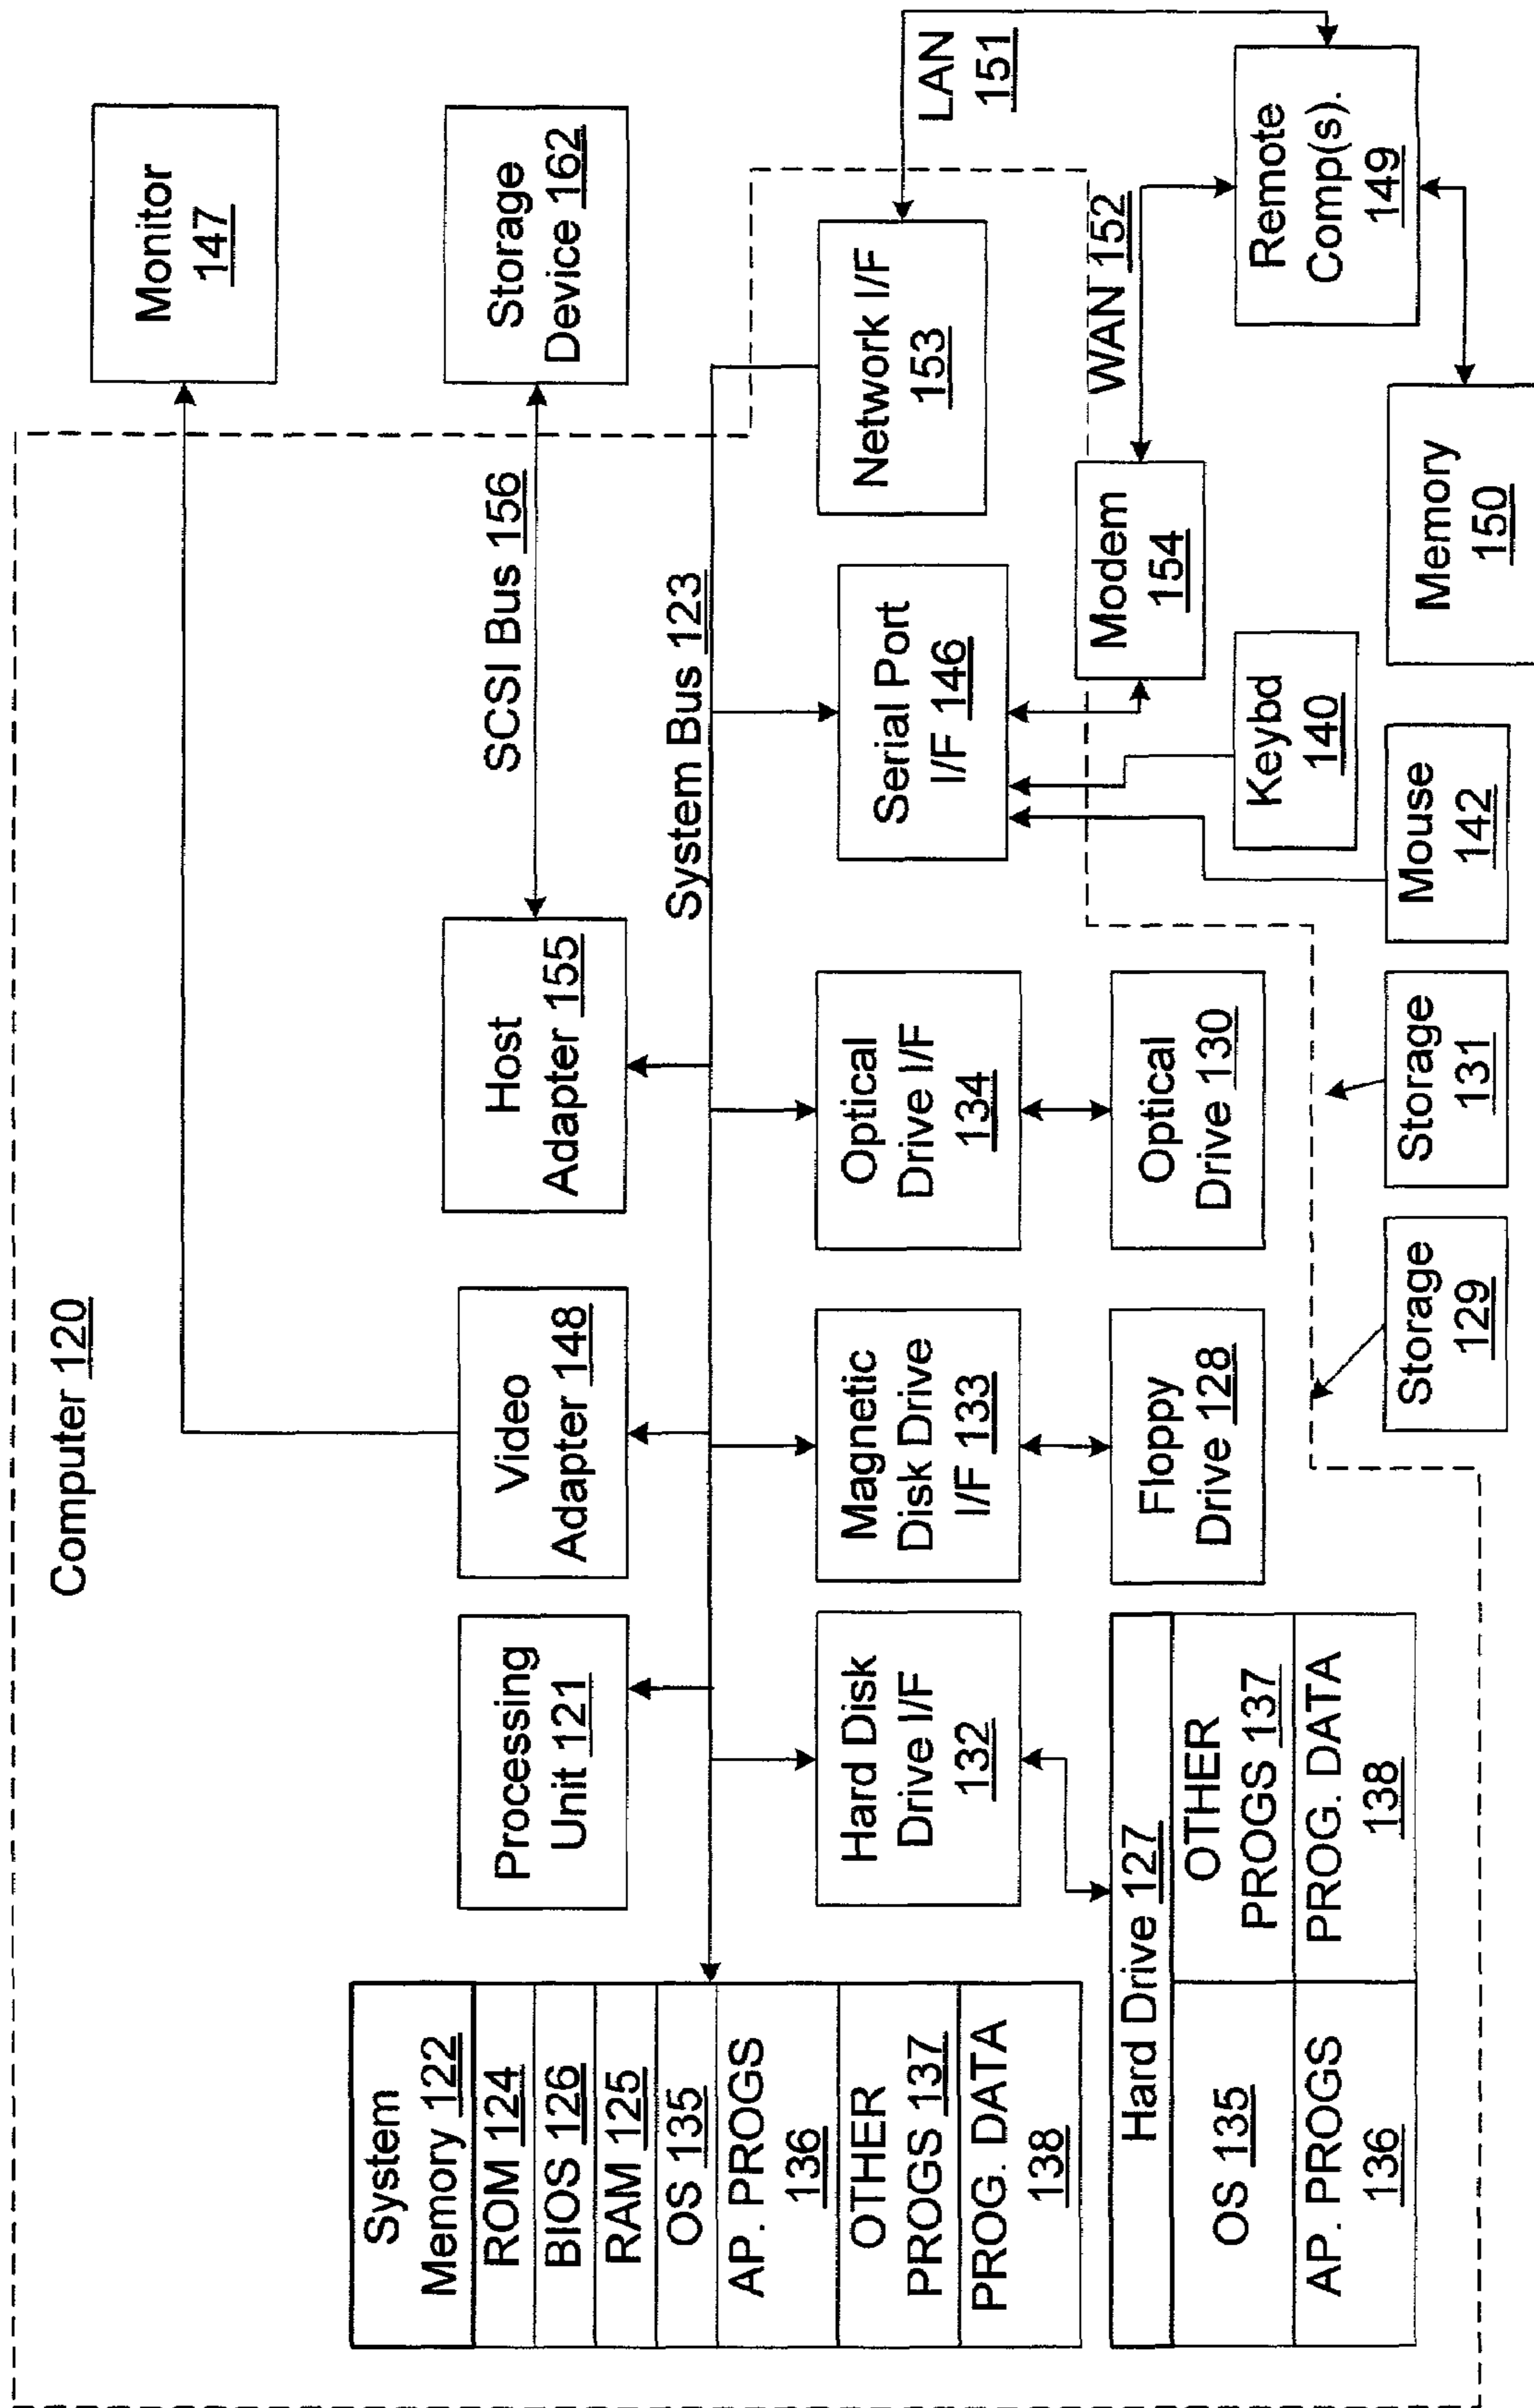 Computer 120
Monitor
147
System
Memory 122
ROM 124
BIOS 126
RAM 125
OS 135
AP. PROGS
136
OTHER
PROGS 137
PROG. DATA
138
Processing
Unit 121
Video
Adapter 148
Host
Adapter 155
SCSI Bus 156
Storage
Device 162
System Bus 123
Hard Disk
Drive I/F
132
Magnetic
Disk Drive
I/F 133
Optical
Drive I/F
134
Serial Port
I/F 146
Network I/F
153
LAN
151
Hard Drive 127
OS 135
OTHER
PROGS 137
AP. PROGS
136
PROG. DATA
138
Floppy
Drive 128
Optical
Drive 130
Modem
154
WAN 152
Storage
129
Storage
131
Mouse
142
Keybd
140
Remote
Comp(s).
149
Memory
150